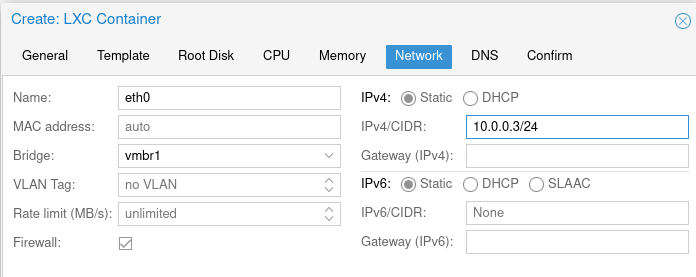 Create: LXC Container
General Template Root Disk CPU Memory Network DNS Confirm
Name: eth0
MAC address: auto
Bridge: vmbr1
VLAN Tag: no VLAN
Rate limit (MB/s): unlimited
Firewall:
IPv4: Static DHCP
IPv4/CIDR: 10.0.0.3/24
Gateway (IPv4):
IPv6: Static DHCP SLAAC
IPv6/CIDR: None
Gateway (IPv6):